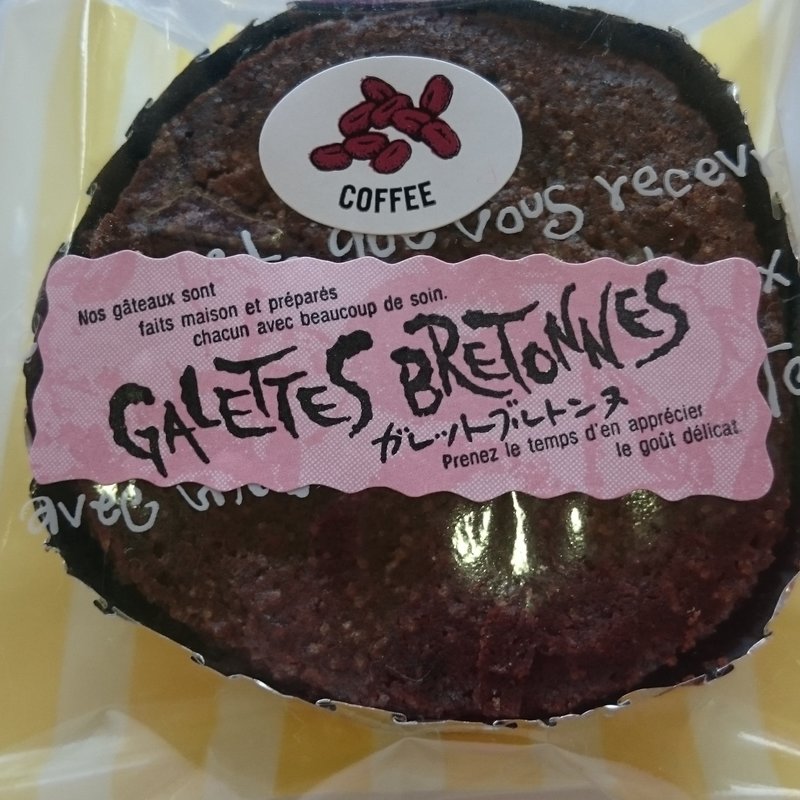 COFFEE
que vous recev
Nos gâteaux sont
faits maison et préparés
chacun avec beaucoup de soin.
GALETTES BRETONNES
ガレットブルトンヌ
Prenez le temps d'en apprécier
le goût délicat.
avec